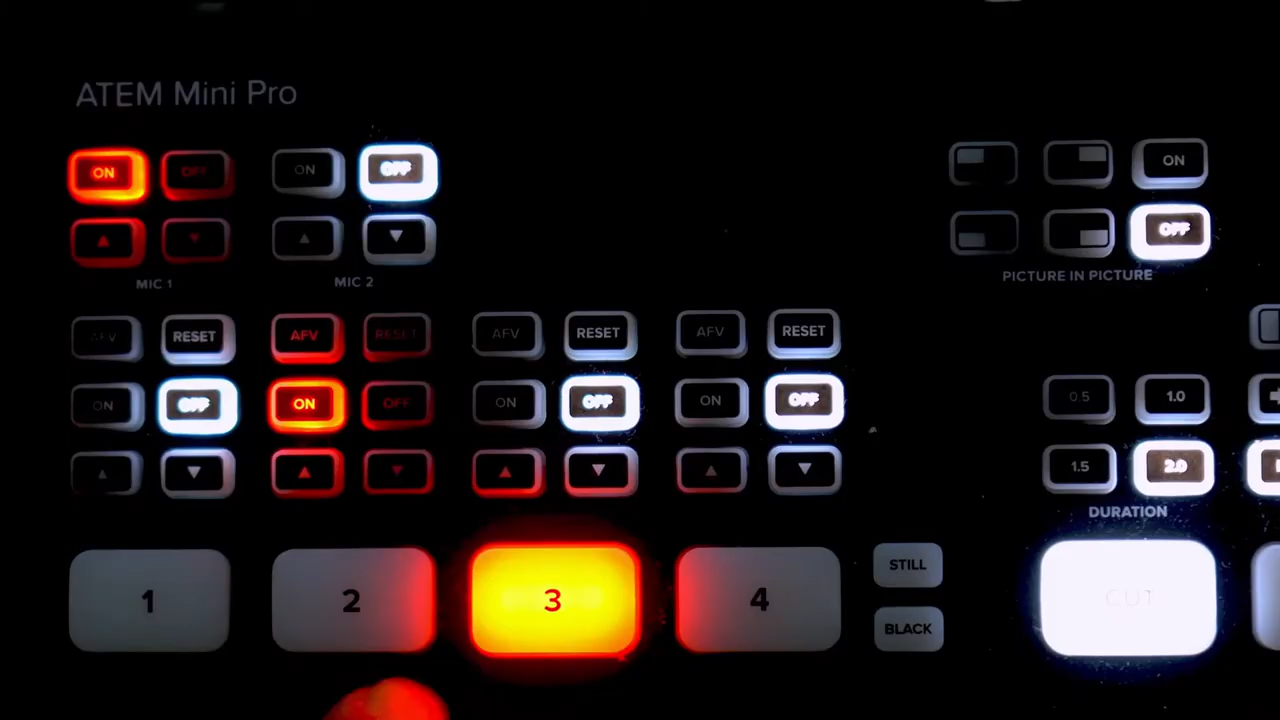 ATEM Mini Pro
ON OFF ON OFF ON
OFF
MIC 1 MIC 2 PICTURE IN PICTURE
AFV RESET AFV RESET AFV RESET AFV RESET
ON OFF ON OFF ON OFF ON OFF 0.5 1.0
1.5 2.0
DURATION
1 2 3 4 STILL CUT
BLACK